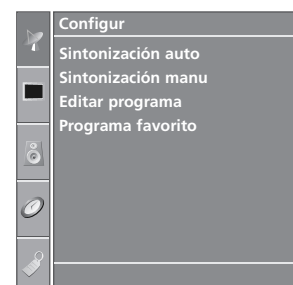 Configur
Sintonización auto
Sintonización manu
Editar programa
Programa favorito